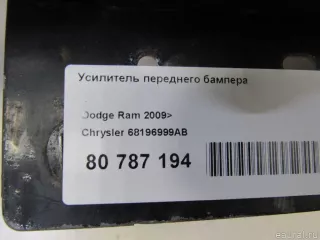 Усилитель переднего бампера
Dodge Ram 2009>
Chrysler 68196999AB
80 787 194